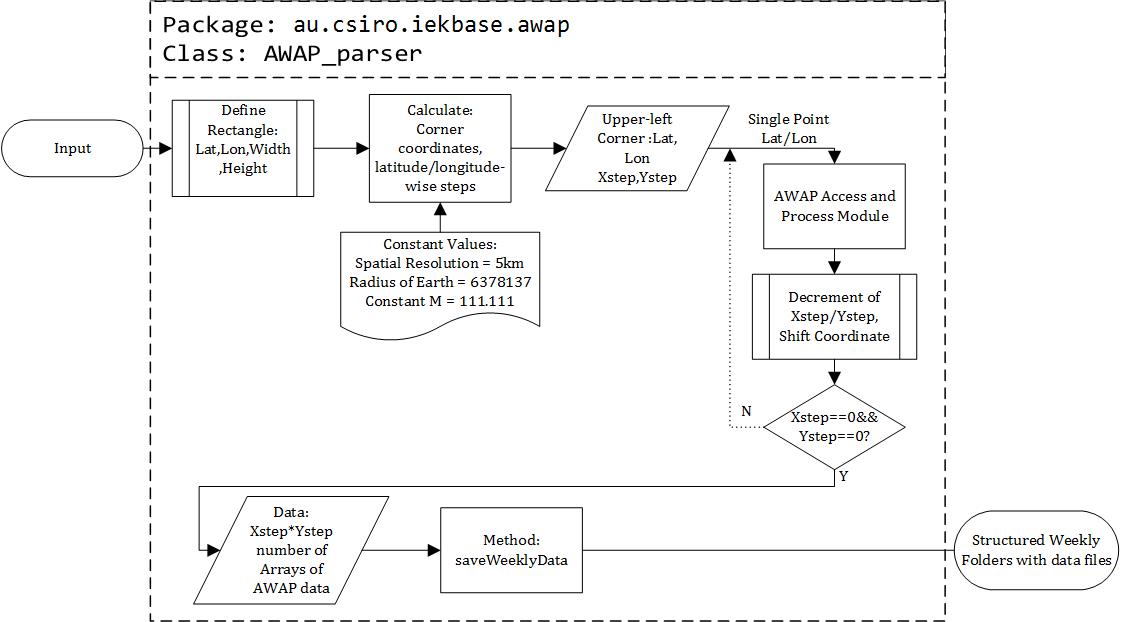 Package: au.csiro.iekbase.awap
Class: AWAP_parser
Input
Define
Rectangle:
Lat,Lon,Width
,Height
Calculate:
Corner
coordinates,
latitude/longitude-
wise steps
Constant Values:
Spatial Resolution = 5km
Radius of Earth = 6378137
Constant M = 111.111
Upper-left
Corner :Lat,
Lon
Xstep,Ystep
Single Point
Lat/Lon
AWAP Access and
Process Module
Decrement of
Xstep/Ystep,
Shift Coordinate
Xstep==0&&
Ystep==0?
N
Y
Data:
Xstep*Ystep
number of
Arrays of
AWAP data
Method:
saveWeeklyData
Structured Weekly
Folders with data files